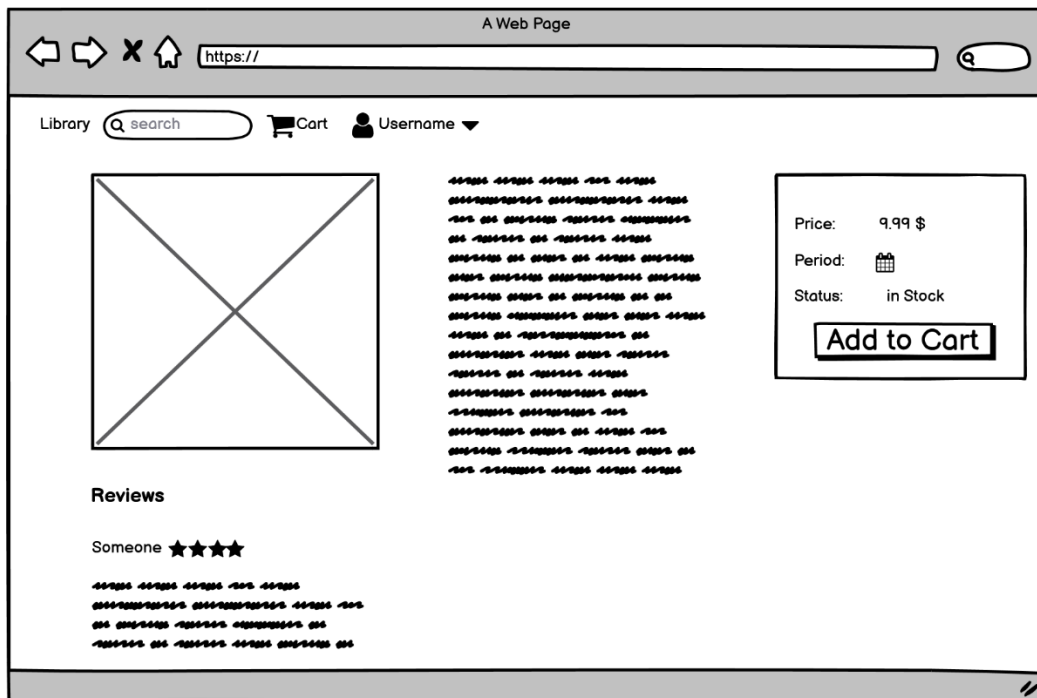 A Web Page
https://
Library search Cart Username
Price: 9.99 $
Period:
Status: in Stock
Add to Cart
Reviews
Someone